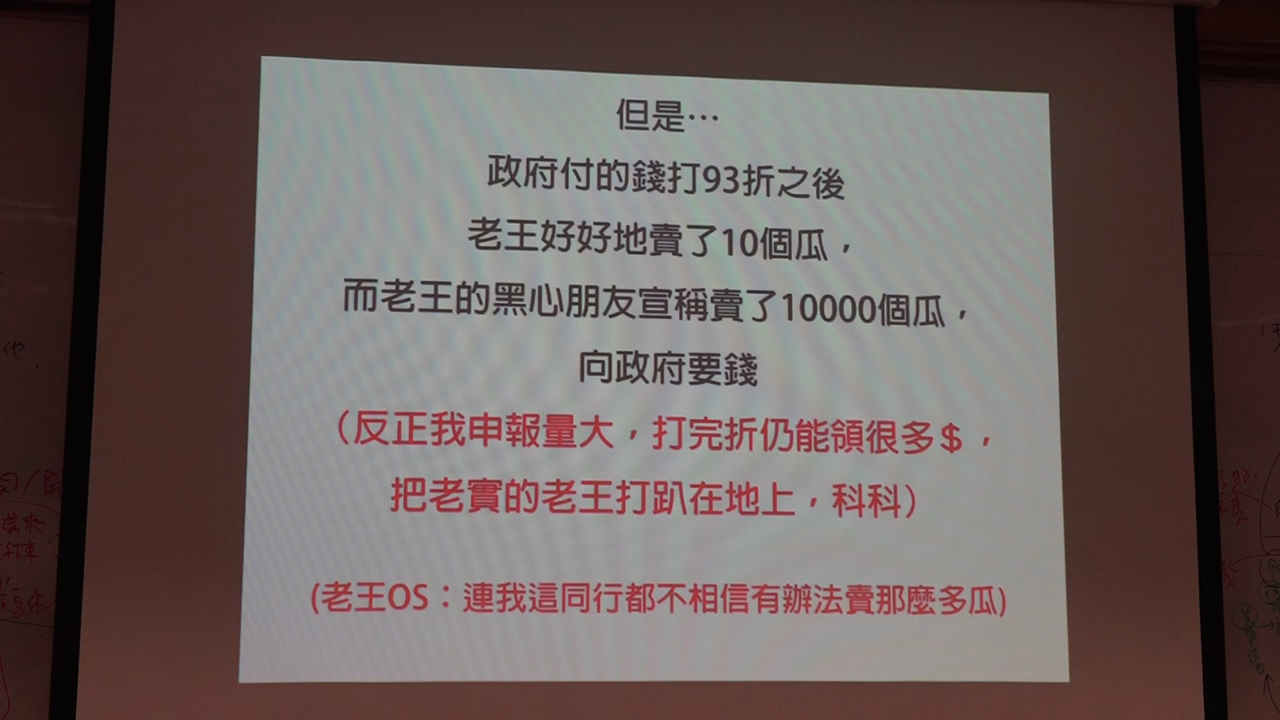 但是…
政府付的錢打93折之後
老王好好地賣了10個瓜，
而老王的黑心朋友宣稱賣了10000個瓜，
向政府要錢
（反正我申報量大，打完折仍能領很多＄，
把老實的老王打趴在地上，科科）
(老王OS：連我這同行都不相信有辦法賣那麼多瓜)